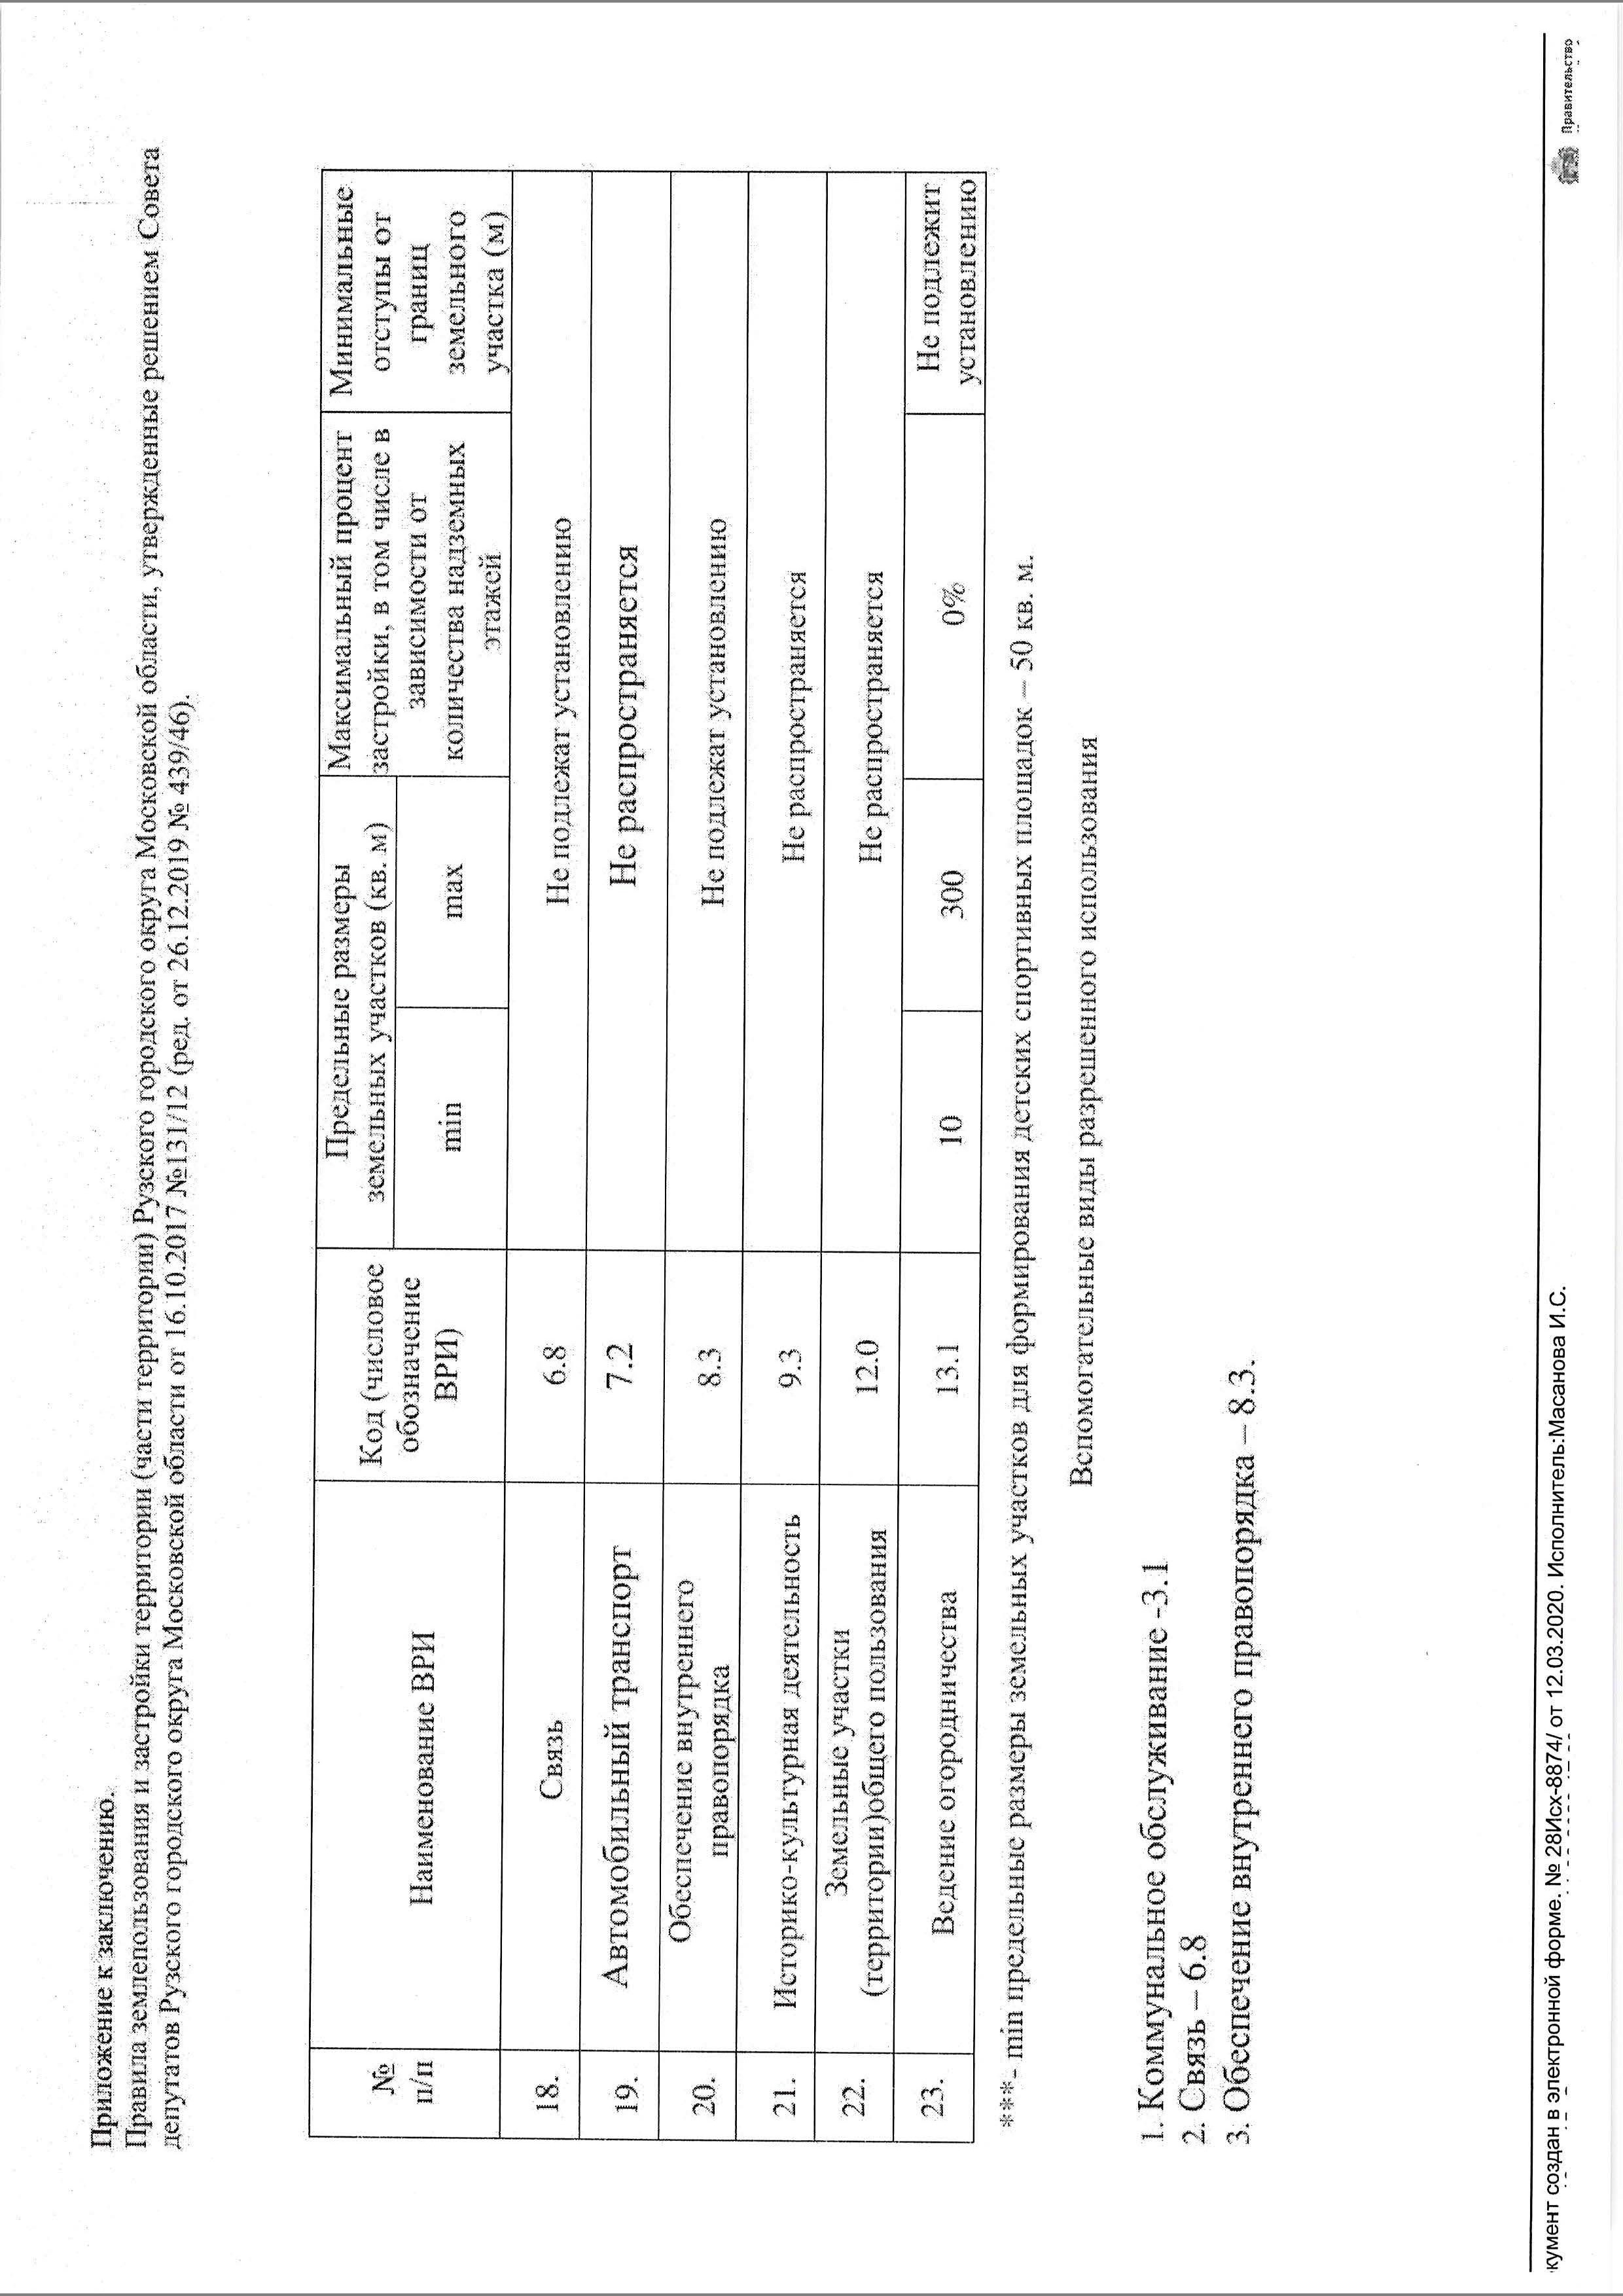 Приложение к заключению.
Правила землепользования и застройки территории (части территории) Рузского городского округа Московской области, утвержденные решением Совета
депутатов Рузского городского округа Московской области от 16.10.2017 №131/12 (ред. от 26.12.2019 № 439/46).
№
п/п
Наименование ВРИ
Код (числовое
обозначение
ВРИ)
Предельные размеры
земельных участков (кв. м)
min
max
Максимальный процент
застройки, в том числе в
зависимости от
количества надземных
этажей
Минимальные
отступы от
границ
земельного
участка (м)
18. Связь 6.8 Не подлежат установлению
19. Автомобильный транспорт 7.2 Не распространяется
20. Обеспечение внутреннего
правопорядка 8.3 Не подлежат установлению
21. Историко-культурная деятельность 9.3 Не распространяется
22. Земельные участки
(территории)общего пользования 12.0 Не распространяется
23. Ведение огородничества 13.1 10 300 0% Не подлежит
установлению
***- min предельные размеры земельных участков для формирования детских спортивных площадок – 50 кв. м.
Вспомогательные виды разрешенного использования
1. Коммунальное обслуживание -3.1
2. Связь – 6.8
3. Обеспечение внутреннего правопорядка – 8.3.
кумент создан в электронной форме. № 28Исх-8874/ от 12.03.2020. Исполнитель:Масанова И.С.
Правительство